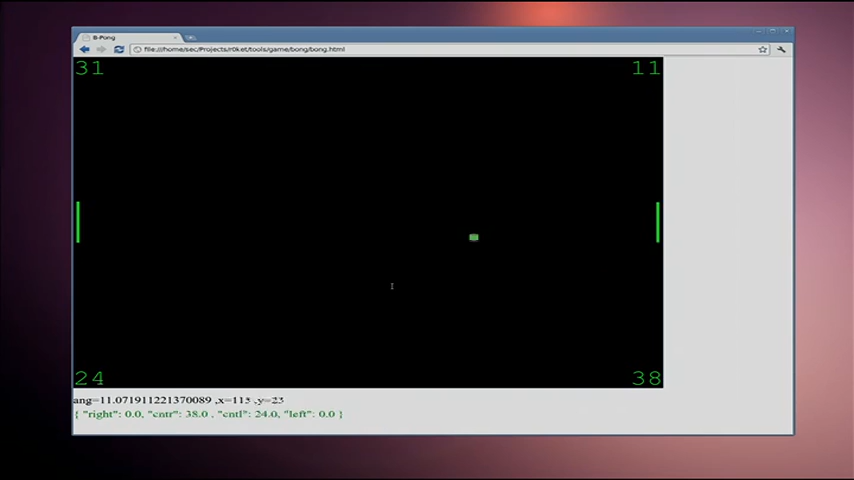 B-Pong
file:///home/sec/Projects/r0ket/tools/game/bong/bong.html
31 11
24 38
ang=11.071911221370089 ,x=113 ,y=23
{ "right": 0.0, "cntr": 38.0 , "cntl": 24.0, "left": 0.0 }